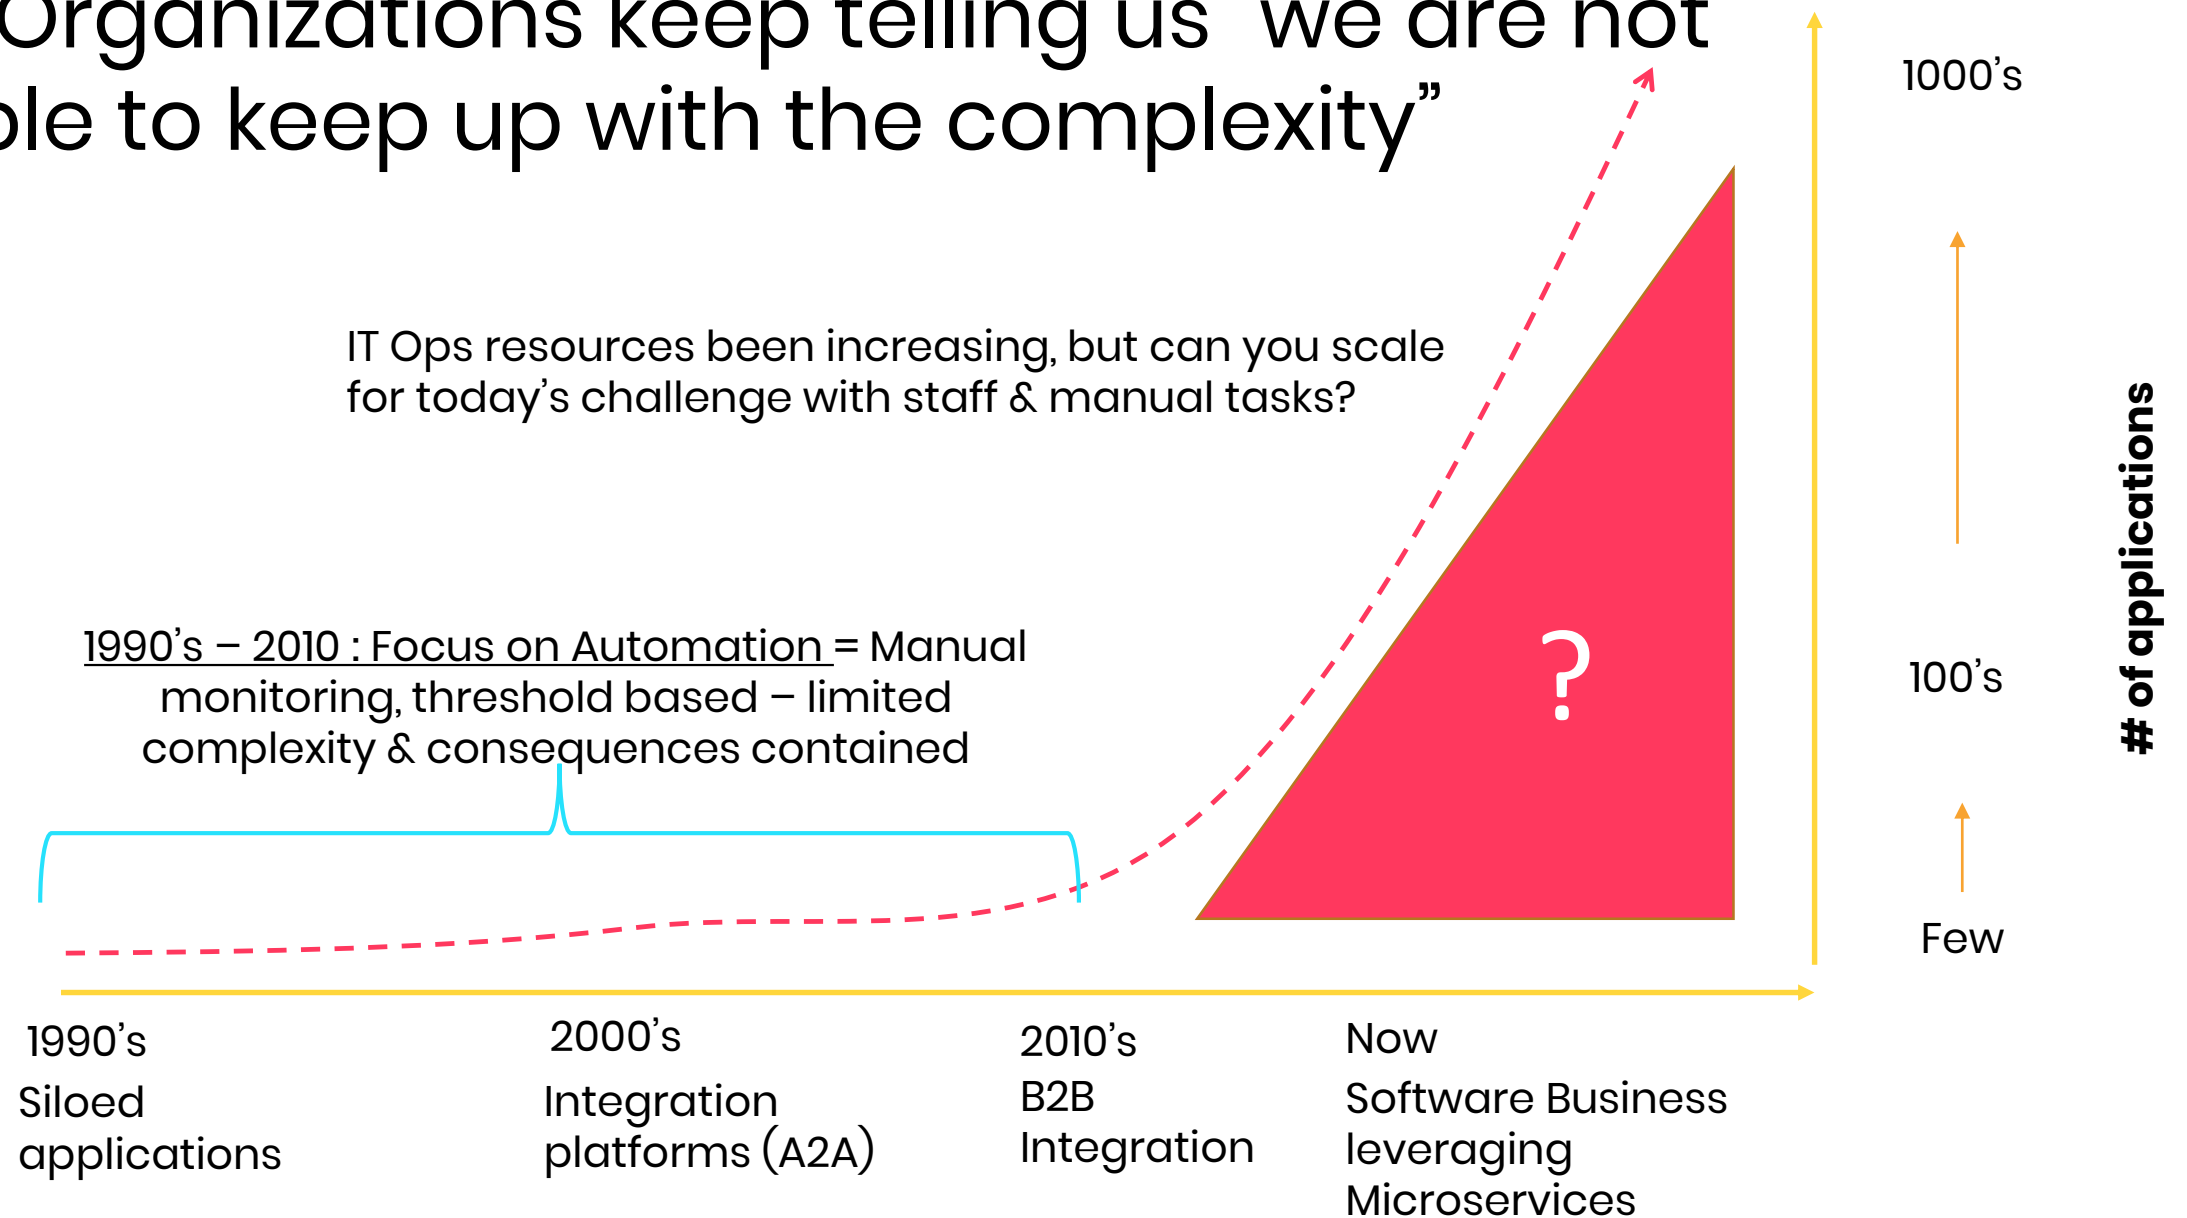 Organizations keep telling us "we are not
to keep up with the complexity”
1000’s
IT Ops resources been increasing, but can you scale
for today’s challenge with staff & manual tasks?
# of applications
1990’s – 2010 : Focus on Automation = Manual
monitoring, threshold based – limited
complexity & consequences contained
?
100’s
Few
1990’s
Siloed
applications
2000’s
Integration
platforms (A2A)
2010’s
B2B
Integration
Now
Software Business
leveraging
Microservices